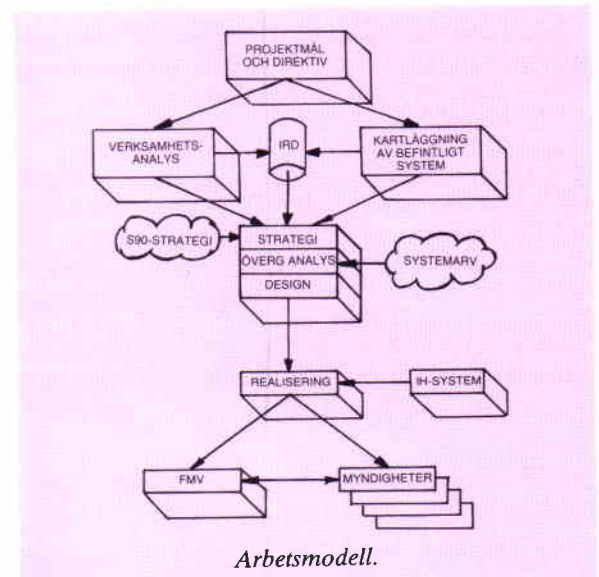 PROJEKTMÅL
OCH DIREKTIV
VERKSAMHETS-
ANALYS
IRD
KARTLÄGGNING
AV BEFINTLIGT
SYSTEM
S90-STRATEGI
STRATEGI
ÖVERG ANALYS
DESIGN
SYSTEMARV
REALISERING
IH-SYSTEM
FMV
MYNDIGHETER
Arbetsmodell.